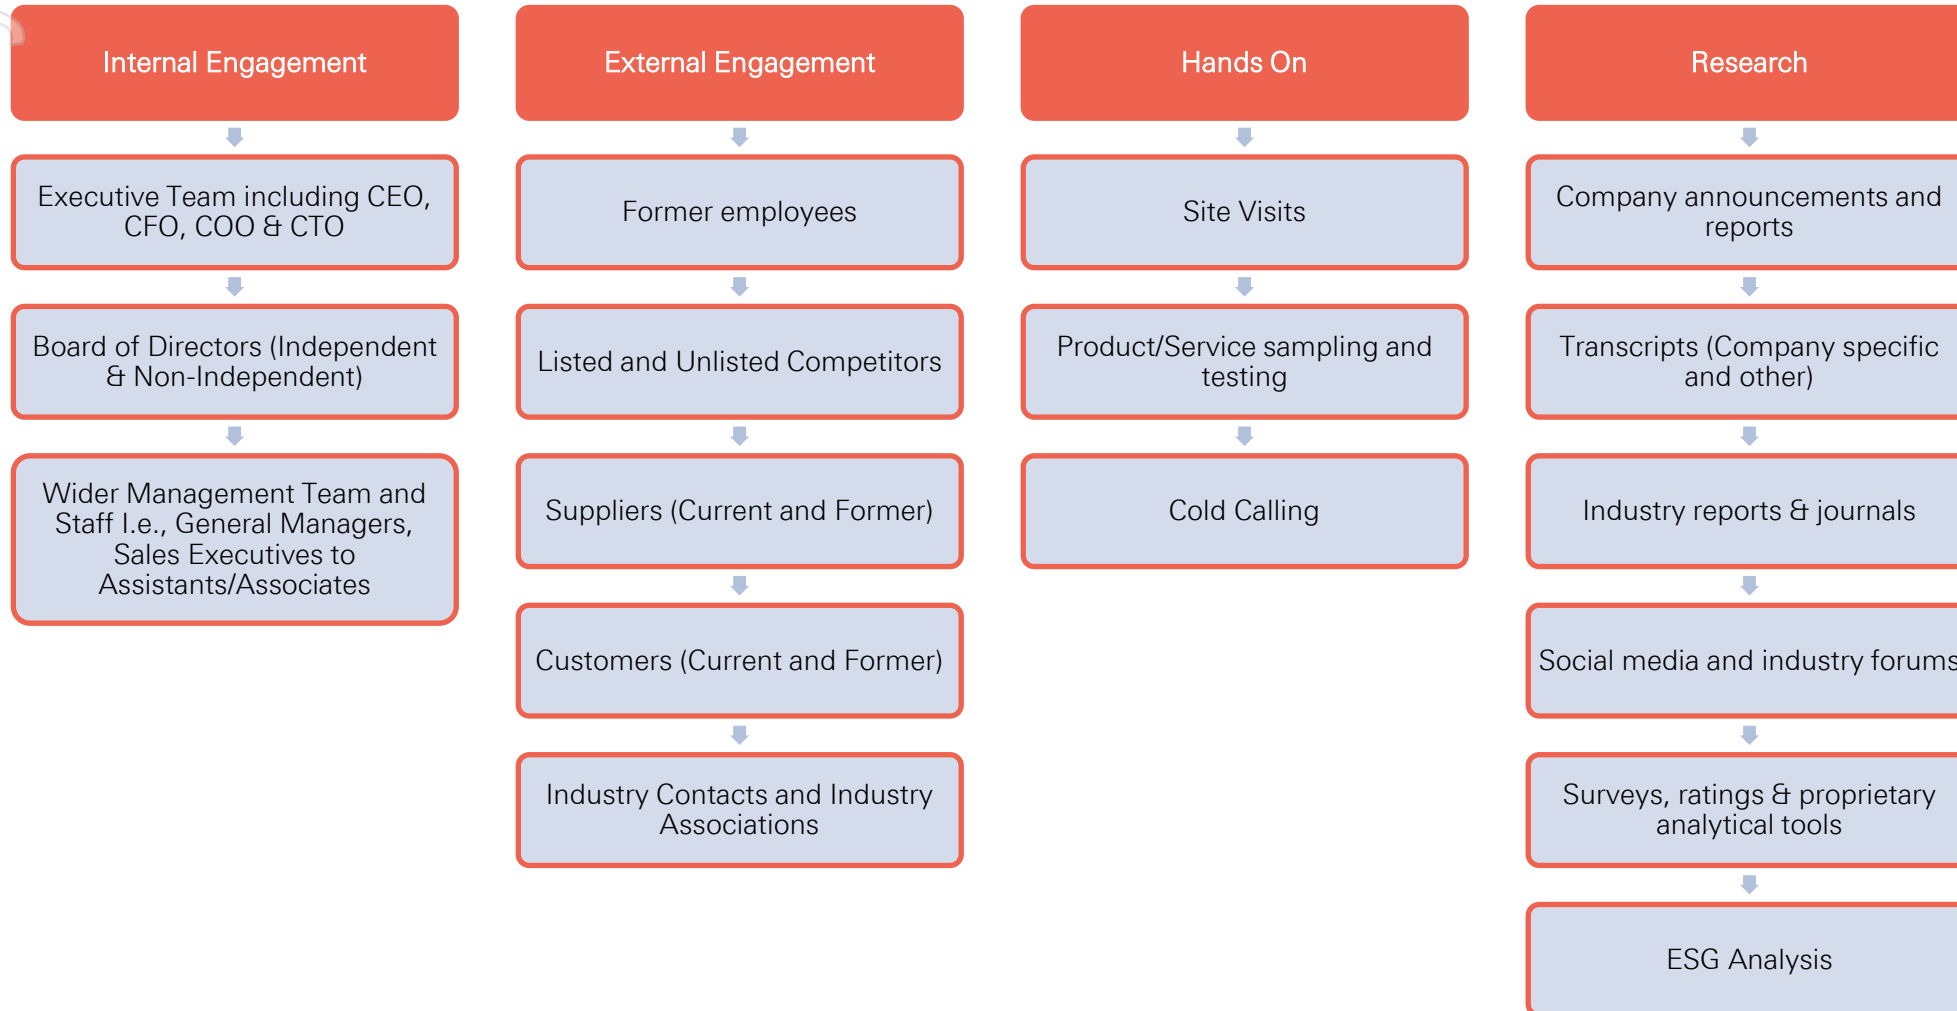 Internal Engagement
Executive Team including CEO,
CFO, COO & CTO
Board of Directors (Independent
& Non-Independent)
Wider Management Team and
Staff I.e., General Managers,
Sales Executives to
Assistants/Associates
External Engagement
Former employees
Listed and Unlisted Competitors
Suppliers (Current and Former)
Customers (Current and Former)
Industry Contacts and Industry
Associations
Hands On
Site Visits
Product/Service sampling and
testing
Cold Calling
Research
Company announcements and
reports
Transcripts (Company specific
and other)
Industry reports & journals
Social media and industry forums
Surveys, ratings & proprietary
analytical tools
ESG Analysis